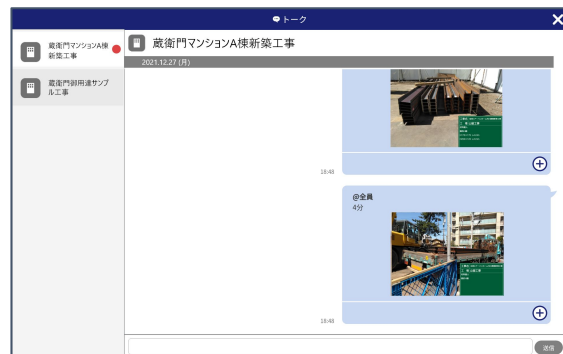 トーク
蔵衛門マンションA棟
新築工事
蔵衛門御用達サンプ
ル工事
蔵衛門マンションA棟新築工事
2021.12.27 (月)
18:48
@全員
4分
18:48
送信